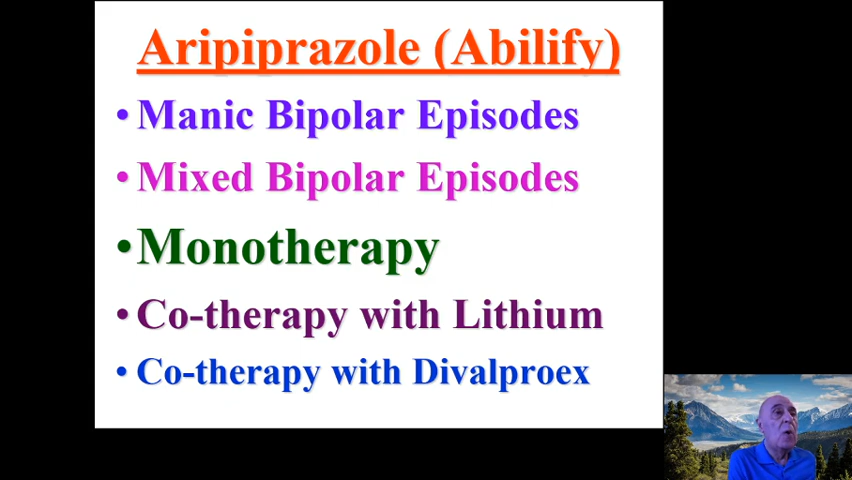 Aripiprazole (Abilify)
•Manic Bipolar Episodes
•Mixed Bipolar Episodes
•Monotherapy
•Co-therapy with Lithium
•Co-therapy with Divalproex